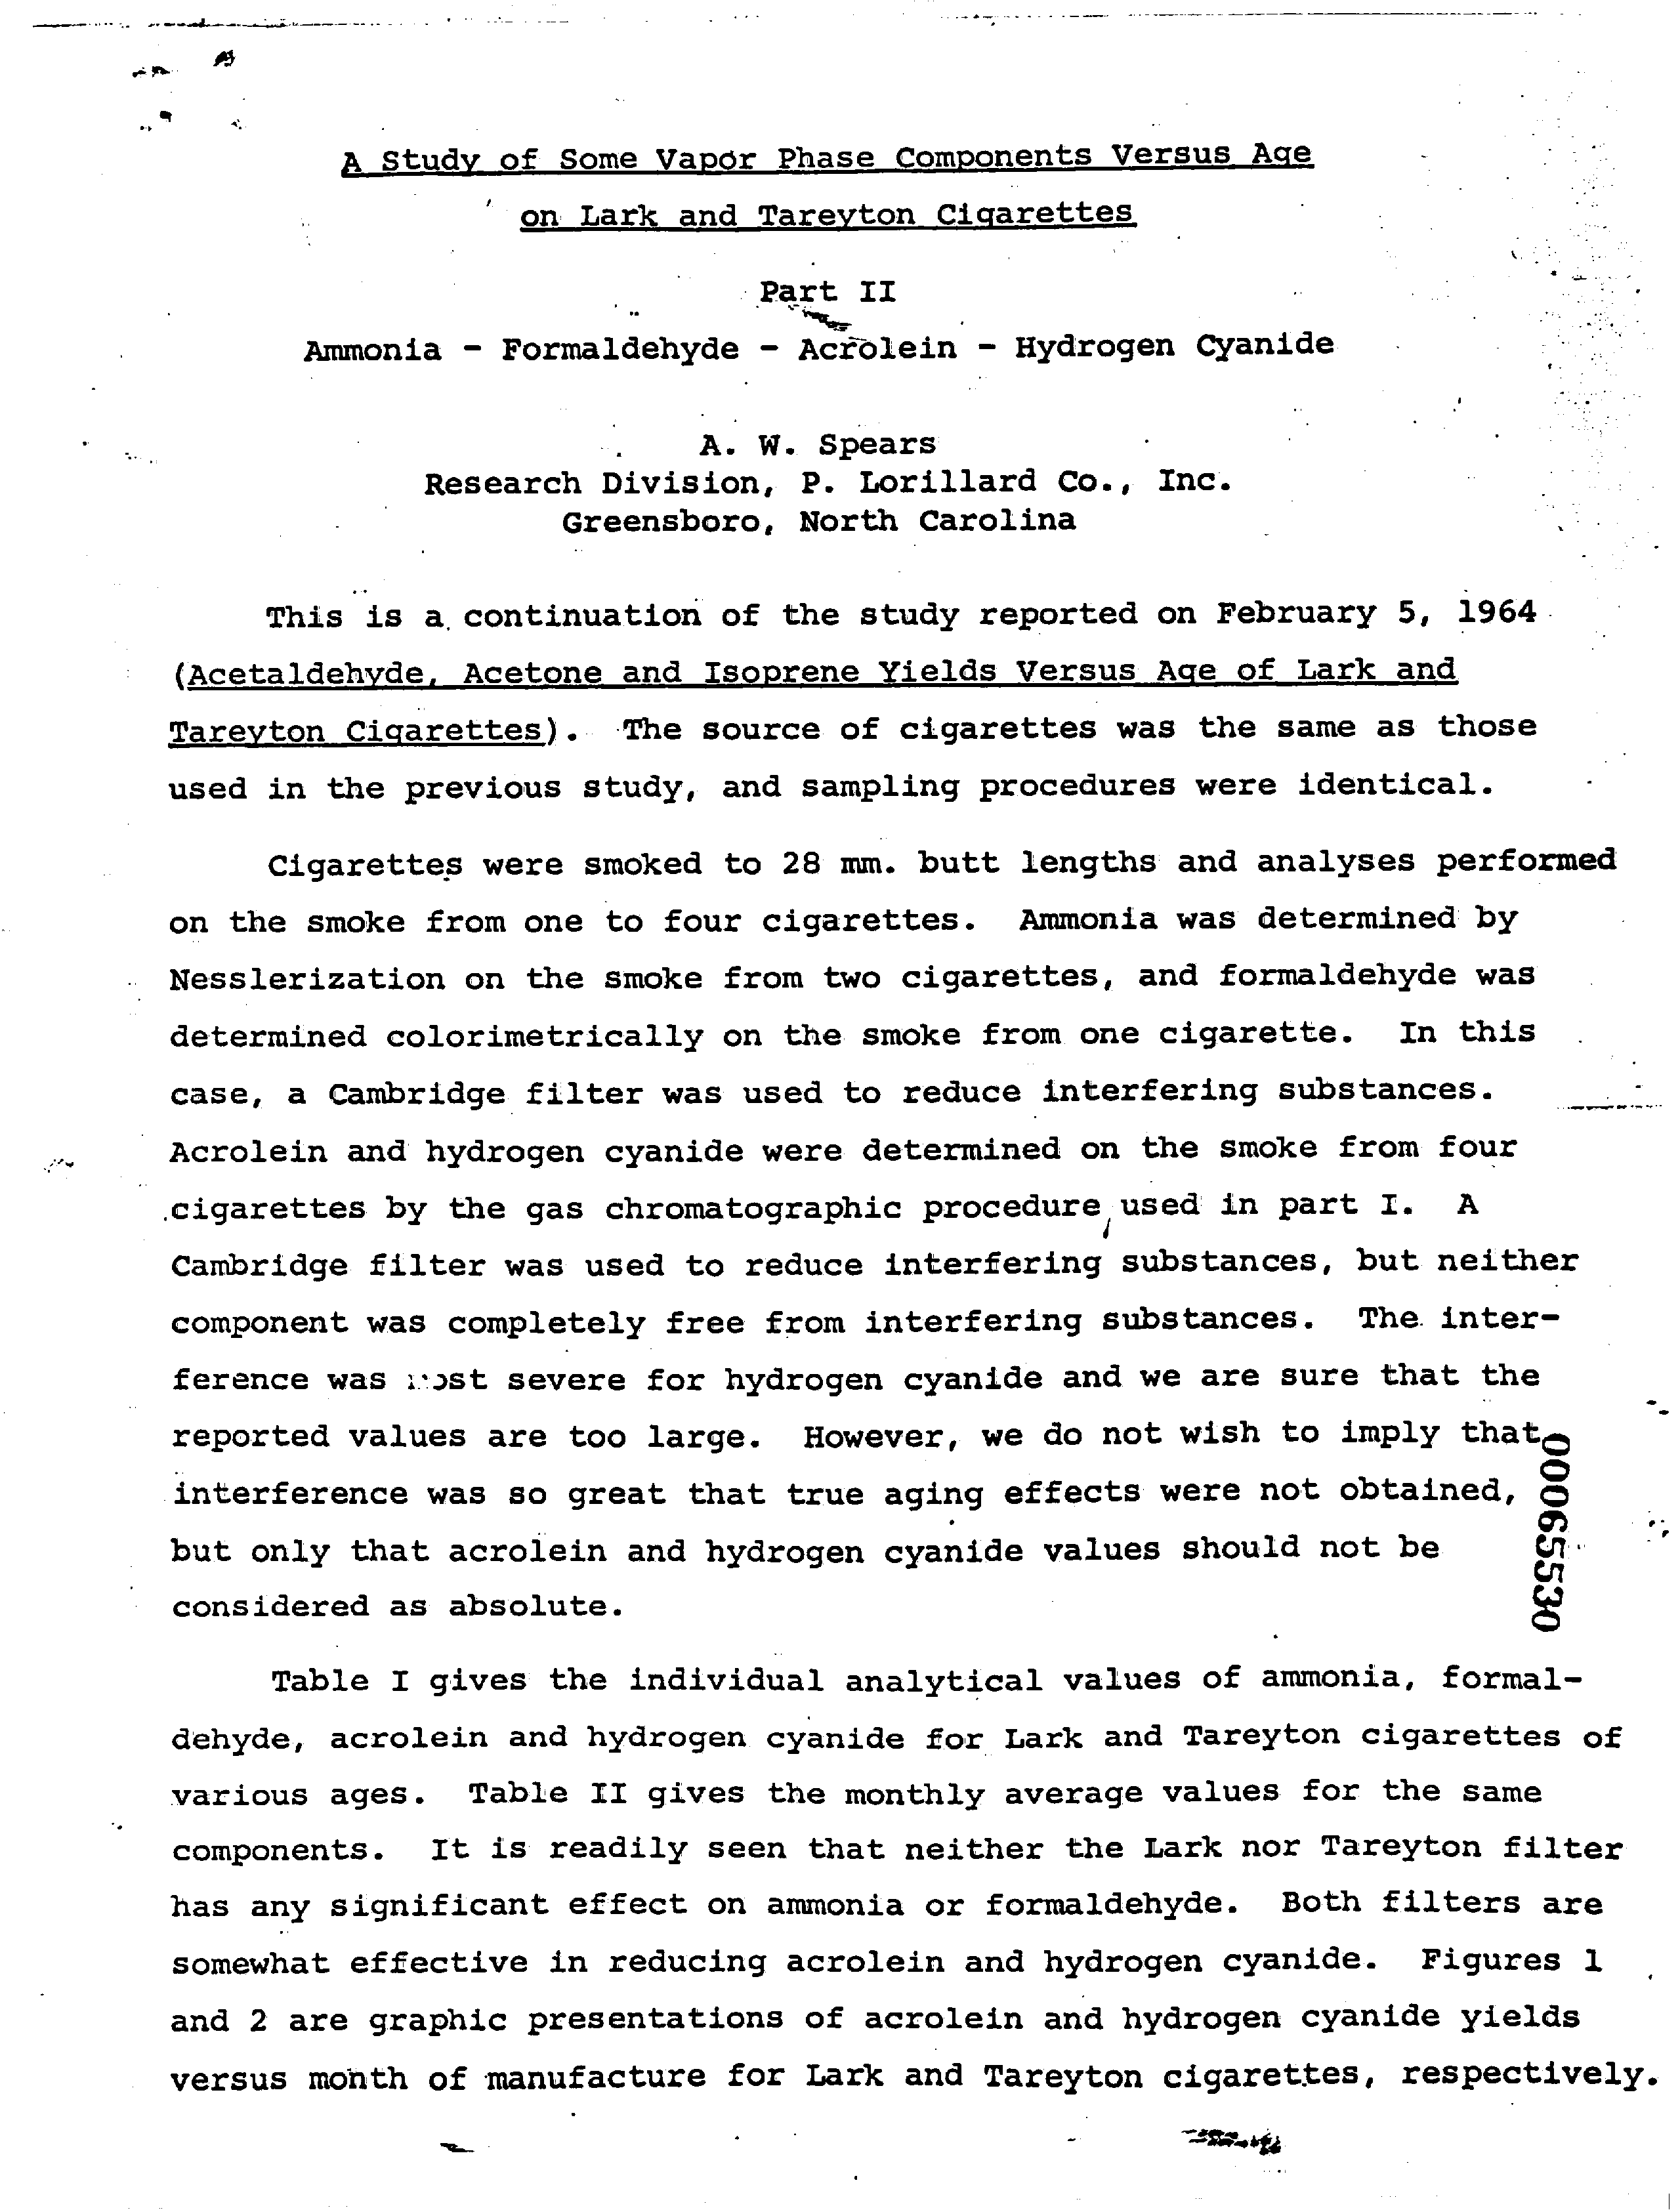 A Study of Some Vapor Phase Components Versus Age
on Lark and Tareyton Cigarettes
Part II
Ammonia - Formaldehyde - Acrolein - Hydrogen Cyanide
A. W. Spears
Research Division, P. Lorillard Co., Inc.
Greensboro, North Carolina
This is a continuation of the study reported on February 5, 1964
(Acetaldehyde, Acetone and Isoprene Yields Versus Age of Lark and
Tareyton Cigarettes). The source of cigarettes was the same as those
used in the previous study, and sampling procedures were identical.
Cigarettes were smoked to 28 mm. butt lengths and analyses performed
on the smoke from one to four cigarettes. Ammonia was determined by
Nesslerization on the smoke from two cigarettes, and formaldehyde was
determined colorimetrically on the smoke from one cigarette. In this
case, a Cambridge filter was used to reduce interfering substances.
Acrolein and hydrogen cyanide were determined on the smoke from four
cigarettes by the gas chromatographic procedure used in part I. A
Cambridge filter was used to reduce interfering substances, but neither
component was completely free from interfering substances. The inter-
ference was most severe for hydrogen cyanide and we are sure that the
reported values are too large. However, we do not wish to imply that
interference was so great that true aging effects were not obtained,
but only that acrolein and hydrogen cyanide values should not be
considered as absolute.
00065530
Table I gives the individual analytical values of ammonia, formal-
dehyde, acrolein and hydrogen cyanide for Lark and Tareyton cigarettes of
various ages. Table II gives the monthly average values for the same
components. It is readily seen that neither the Lark nor Tareyton filter
has any significant effect on ammonia or formaldehyde. Both filters are
somewhat effective in reducing acrolein and hydrogen cyanide. Figures 1
and 2 are graphic presentations of acrolein and hydrogen cyanide yields
versus month of manufacture for Lark and Tareyton cigarettes, respectively.